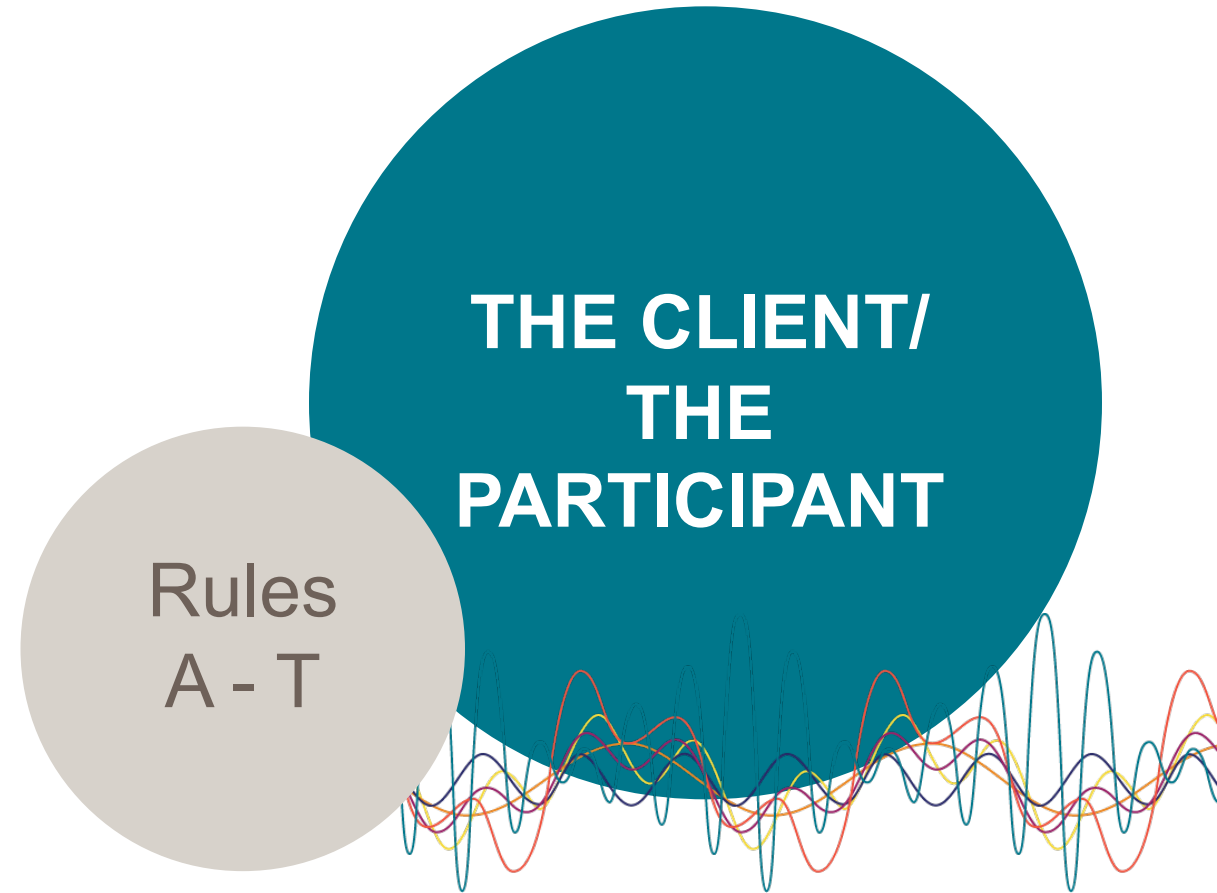 THE CLIENT/
THE
PARTICIPANT
Rules
A - T